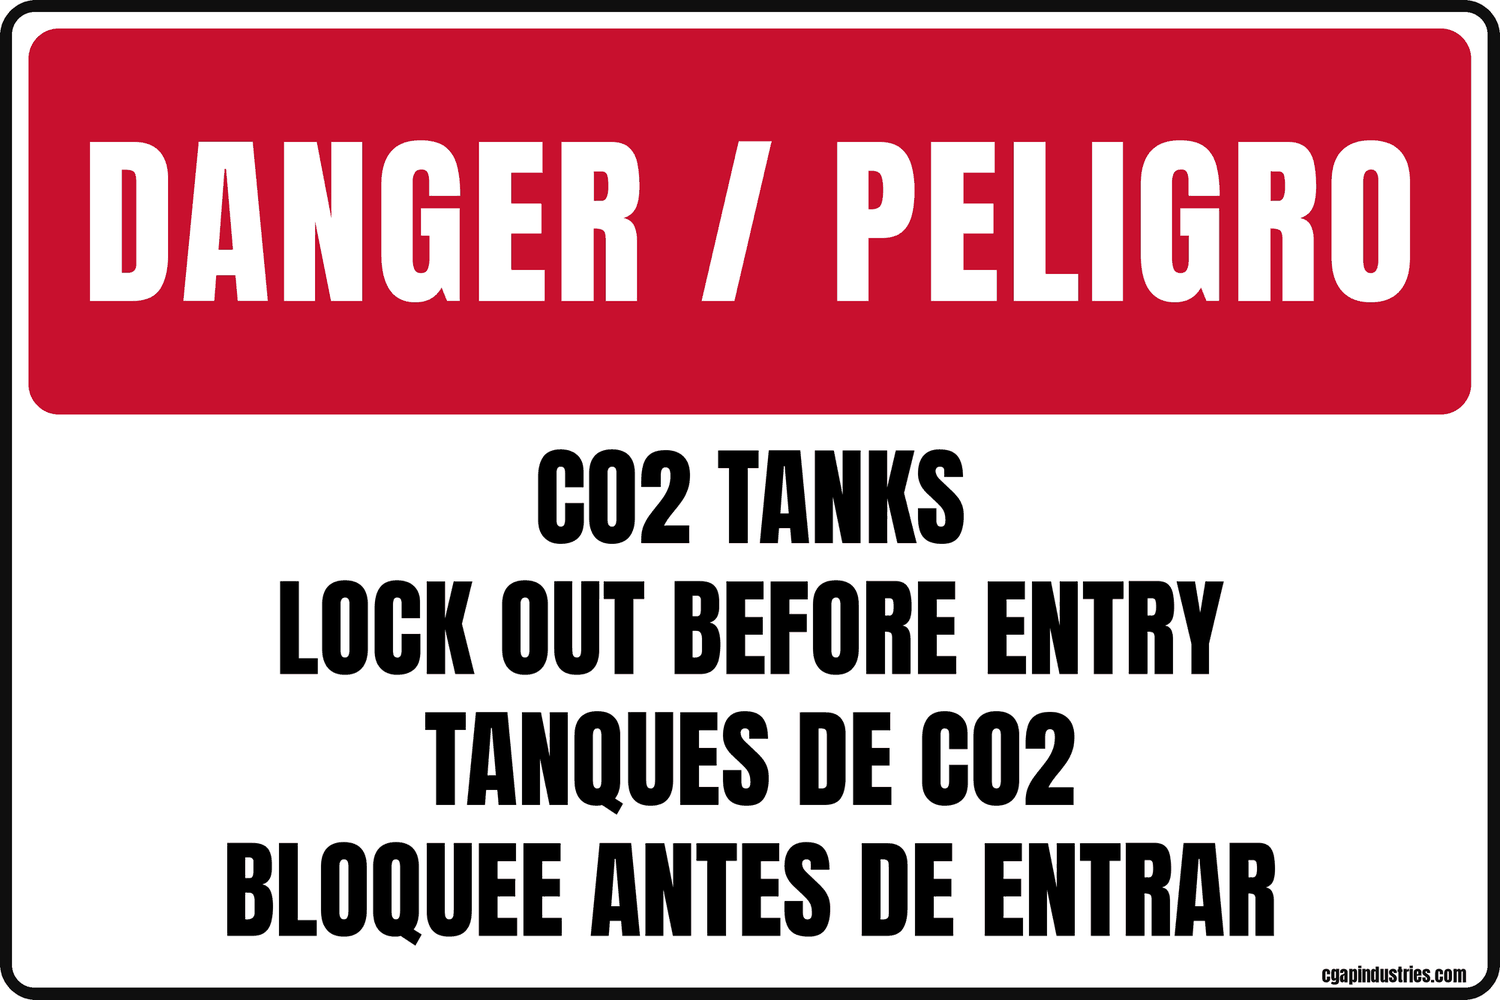 DANGER / PELIGRO
CO2 TANKS
LOCK OUT BEFORE ENTRY
TANQUES DE CO2
BLOQUEE ANTES DE ENTRAR
cgapindustries.com